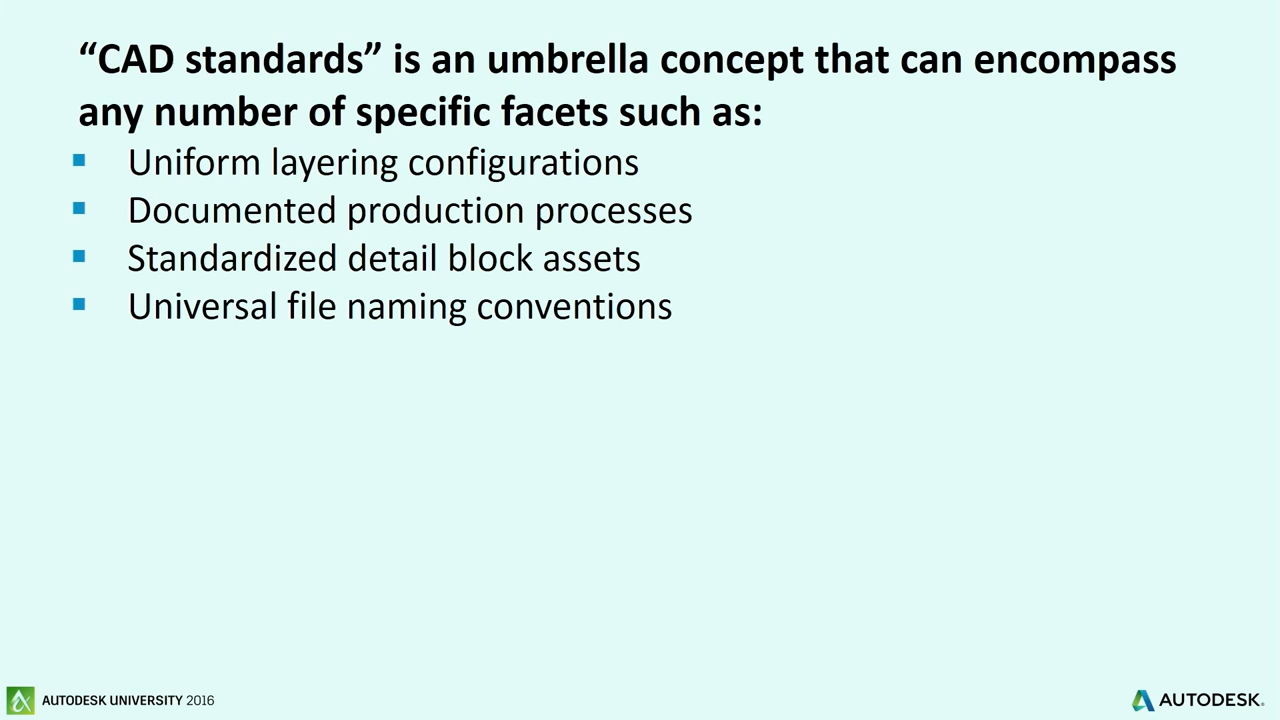 “CAD standards” is an umbrella concept that can encompass
any number of specific facets such as:
▪ Uniform layering configurations
▪ Documented production processes
▪ Standardized detail block assets
▪ Universal file naming conventions
AUTODESK UNIVERSITY 2016
AUTODESK.